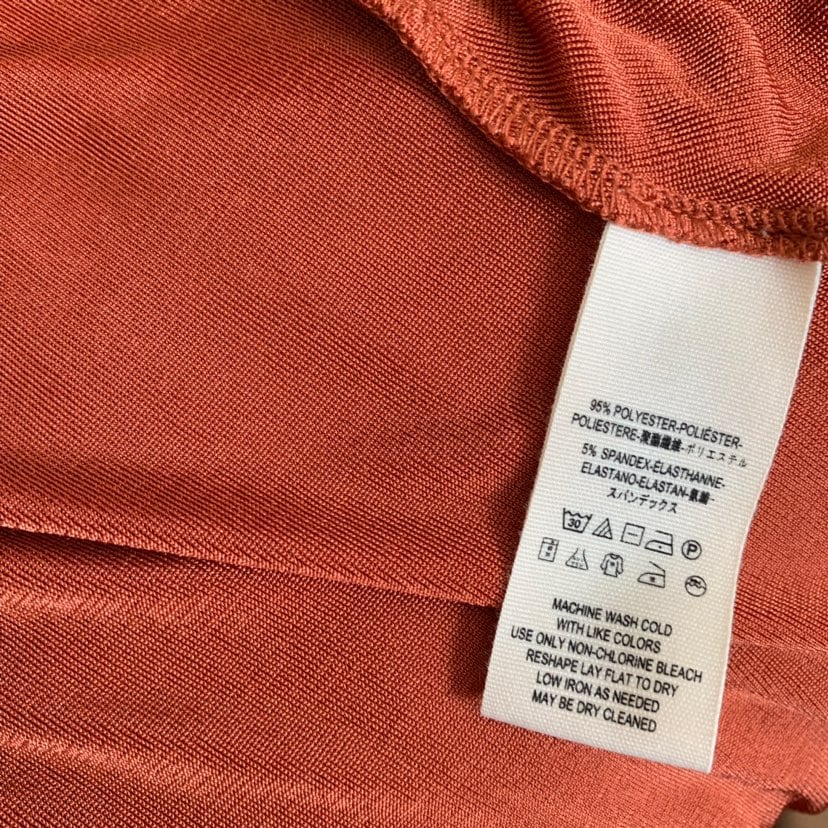 95% POLYESTER-POLIÉSTER-
POLIESTERE-聚酯纖維-ポリエステル
5% SPANDEX-ÉLASTHANNE-
ELASTANO-ELASTAN-氨綸-
スパンデックス
30
P
MACHINE WASH COLD
WITH LIKE COLORS
USE ONLY NON-CHLORINE BLEACH
RESHAPE LAY FLAT TO DRY
LOW IRON AS NEEDED
MAY BE DRY CLEANED